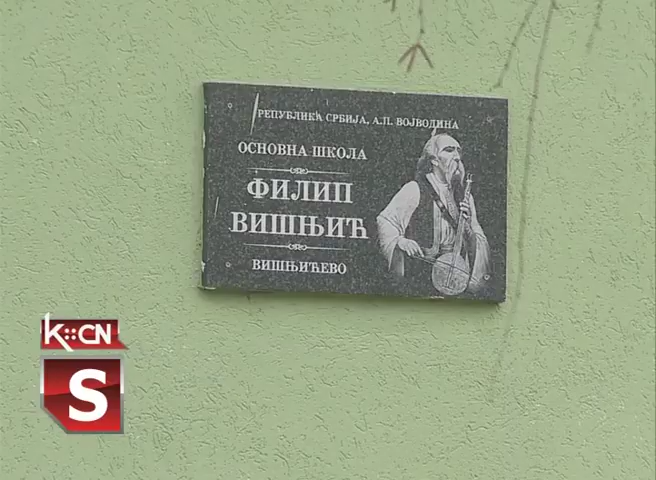 РЕПУБЛИКА СРБИЈА, А.П. ВОЈВОДИНА
ОСНОВНА ШКОЛА
ФИЛИП
ВИШЊИЋ
ВИШЊИЋЕВО
K::CN
S